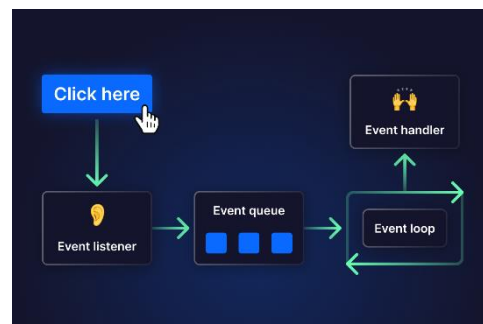 Click here
Event handler
Event queue
Event loop
Event listener